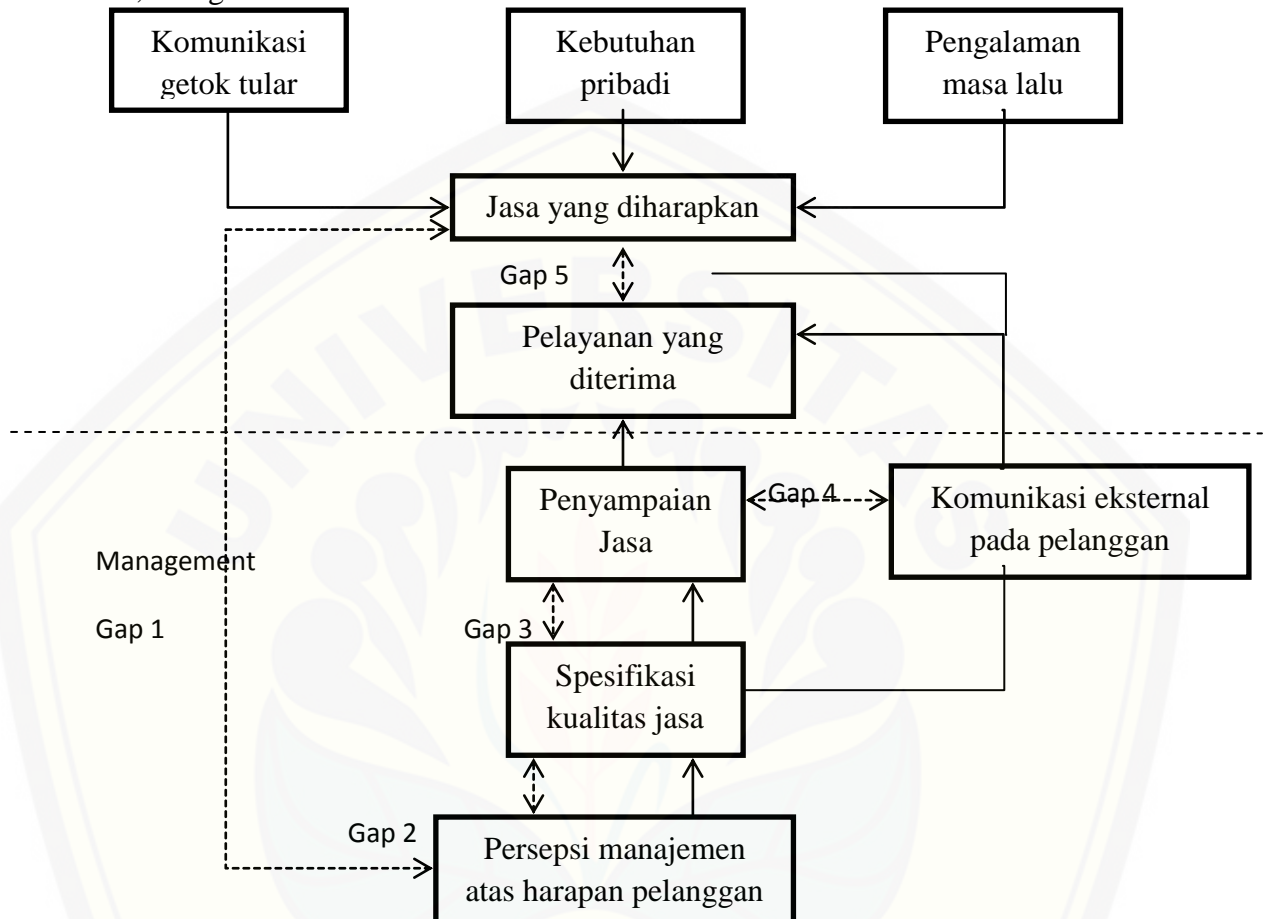 Komunikasi
getok tular
Kebutuhan
pribadi
Pengalaman
masa lalu
Jasa yang diharapkan
Gap 5
Pelayanan yang
diterima
Penyampaian
Jasa
Gap 4
Komunikasi eksternal
pada pelanggan
Management
Gap 1
Gap 3
Spesifikasi
kualitas jasa
Gap 2
Persepsi manajemen
atas harapan pelanggan
UNIVERSITAS